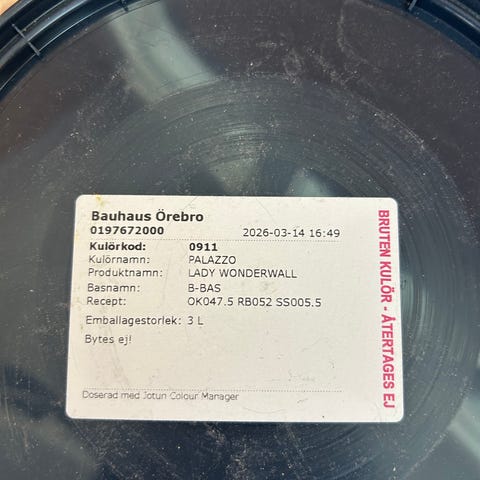 Bauhaus Örebro
0197672000 2026-03-14 16:49
Kulörkod: 0911
Kulörnamn: PALAZZO
Produktnamn: LADY WONDERWALL
Basnamn: B-BAS
Recept: OK047.5 RB052 SS005.5
Emballagestorlek: 3 L
Bytes ej!
Doserad med Jotun Colour Manager
BRUTEN KULÖR - ÅTERTAGES EJ